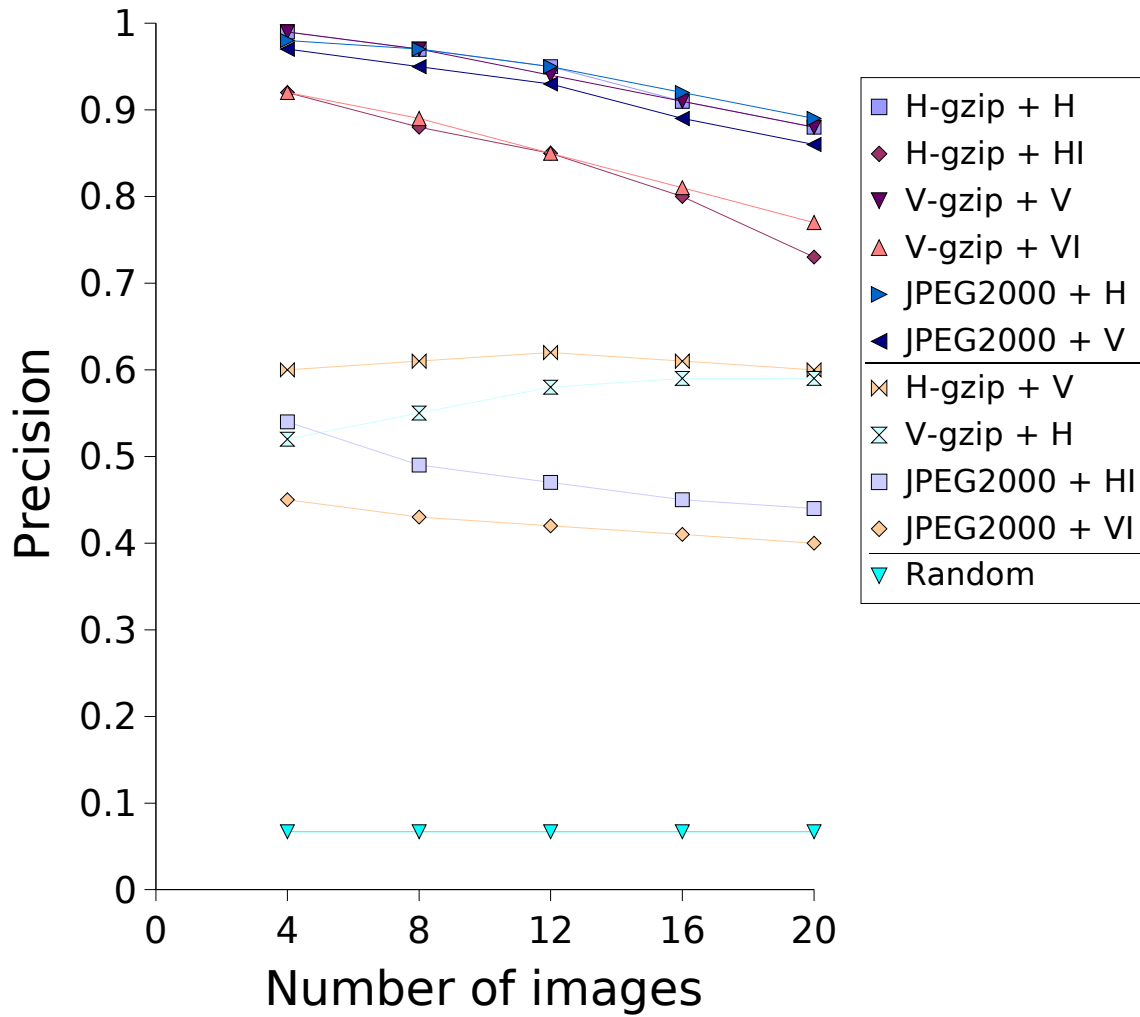 1
0.9
0.8
0.7
0.6
0.5
0.4
0.3
0.2
0.1
0
Precision
0 4 8 12 16 20
Number of images
H-gzip + H
H-gzip + HI
V-gzip + V
V-gzip + VI
JPEG2000 + H
JPEG2000 + V
H-gzip + V
V-gzip + H
JPEG2000 + HI
JPEG2000 + VI
Random